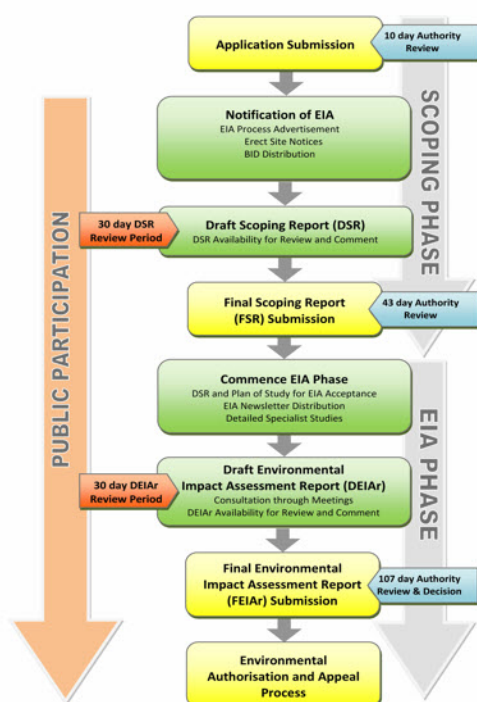 Application Submission
10 day Authority
Review
SCOPING PHASE
Notification of EIA
EIA Process Advertisement
Erect Site Notices
BID Distribution
PUBLIC PARTICIPATION
30 day DSR
Review Period
Draft Scoping Report (DSR)
DSR Availability for Review and Comment
Final Scoping Report
(FSR) Submission
43 day Authority
Review
Commence EIA Phase
DSR and Plan of Study for EIA Acceptance
EIA Newsletter Distribution
Detailed Specialist Studies
EIA PHASE
30 day DEIAr
Review Period
Draft Environmental
Impact Assessment Report (DEIAr)
Consultation through Meetings
DEIAr Availability for Review and Comment
Final Environmental
Impact Assessment Report
(FEIAr) Submission
107 day Authority
Review & Decision
Environmental
Authorisation and Appeal
Process